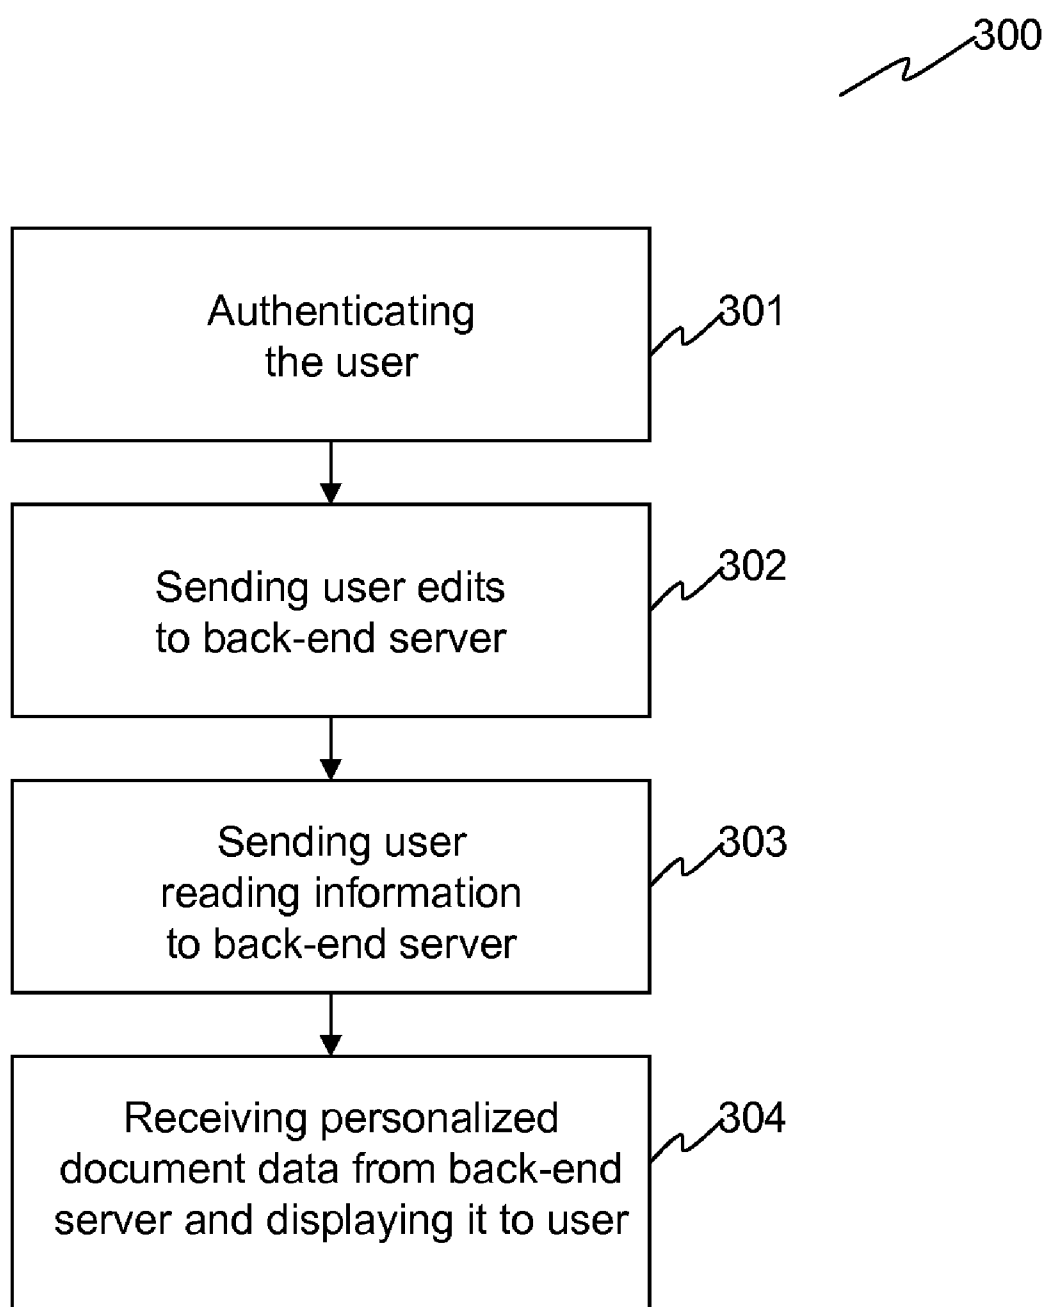 300
Authenticating
the user
301
Sending user edits
to back-end server
302
Sending user
reading information
to back-end server
303
Receiving personalized
document data from back-end
server and displaying it to user
304